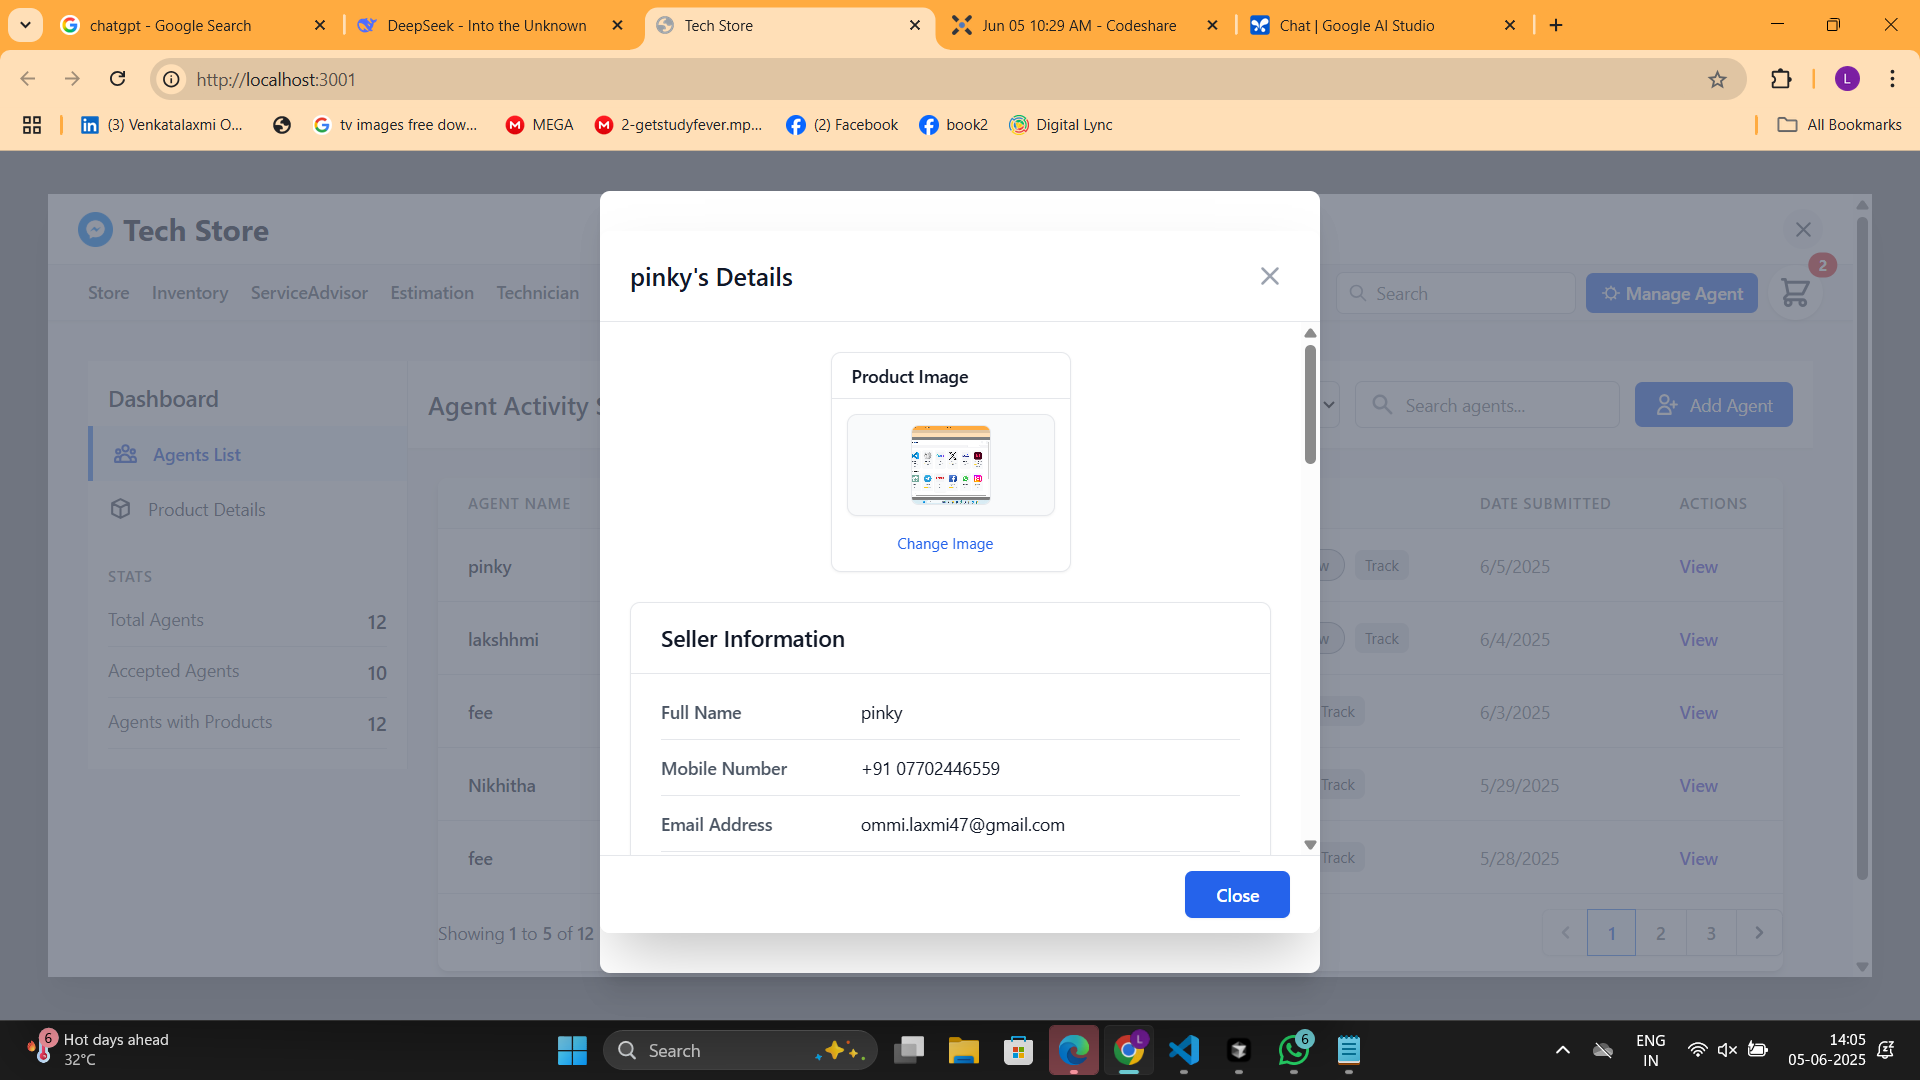 chatgpt - Google Search
DeepSeek - Into the Unknown
Tech Store
Jun 05 10:29 AM - Codeshare
Chat | Google AI Studio
http://localhost:3001
L
(3) Venkatalaxmi O...
tv images free dow...
MEGA
2-getstudyfever.mp...
(2) Facebook
book2
Digital Lync
All Bookmarks
Tech Store
Store
Inventory
ServiceAdvisor
Estimation
Technician
Search
Manage Agent
2
Dashboard
Agents List
Product Details
STATS
Total Agents 12
Accepted Agents 10
Agents with Products 12
Agent Activity S
Search agents...
Add Agent
AGENT NAME
DATE SUBMITTED
ACTIONS
pinky
w
Track
6/5/2025
View
lakshhmi
w
Track
6/4/2025
View
fee
Track
6/3/2025
View
Nikhitha
Track
5/29/2025
View
fee
Track
5/28/2025
View
Showing 1 to 5 of 12
1
2
3
pinky's Details
Product Image
Change Image
Seller Information
Full Name pinky
Mobile Number +91 07702446559
Email Address ommi.laxmi47@gmail.com
Close
6
Hot days ahead
32°C
Search
L
6
ENG
IN
14:05
05-06-2025